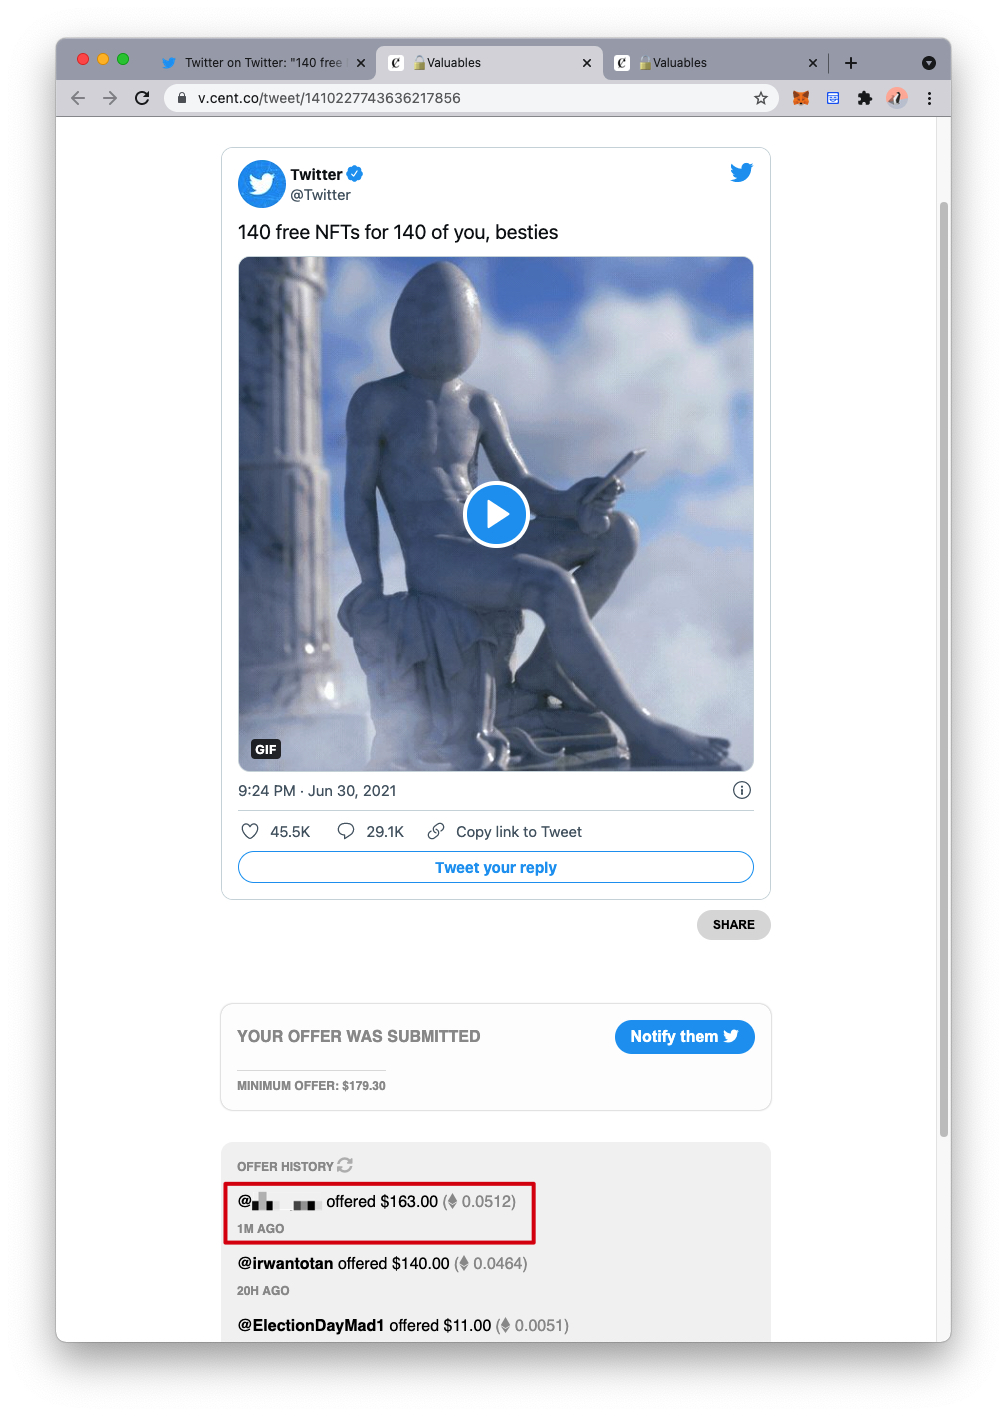 Twitter on Twitter: "140 free
Valuables
Valuables
v.cent.co/tweet/1410227743636217856
Twitter
@Twitter
140 free NFTs for 140 of you, besties
GIF
9:24 PM · Jun 30, 2021
45.5K 29.1K Copy link to Tweet
Tweet your reply
SHARE
YOUR OFFER WAS SUBMITTED
Notify them
MINIMUM OFFER: $179.30
OFFER HISTORY
@ offered $163.00 (0.0512)
1M AGO
@irwantotan offered $140.00 (0.0464)
20H AGO
@ElectionDayMad1 offered $11.00 (0.0051)